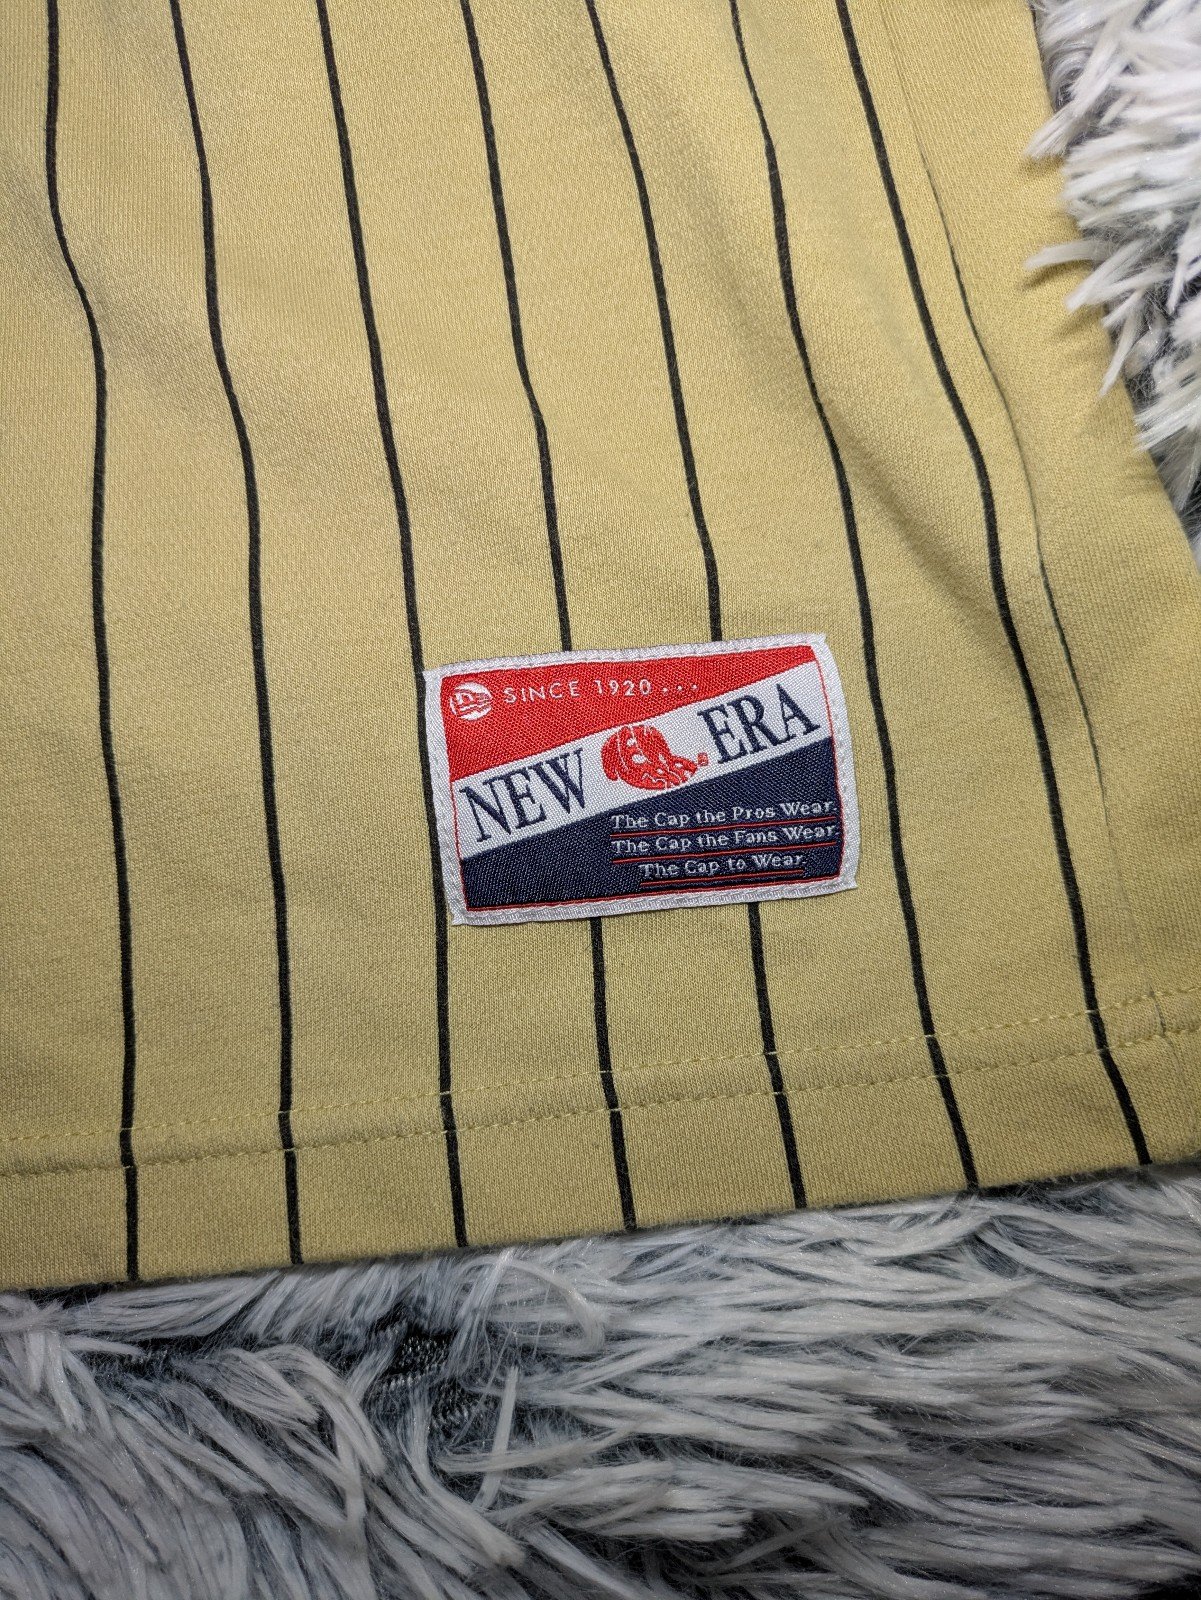 SINCE 1920...
NEW ERA
The Cap the Pros Wear
The Cap the Fans Wear
The Cap to Wear.